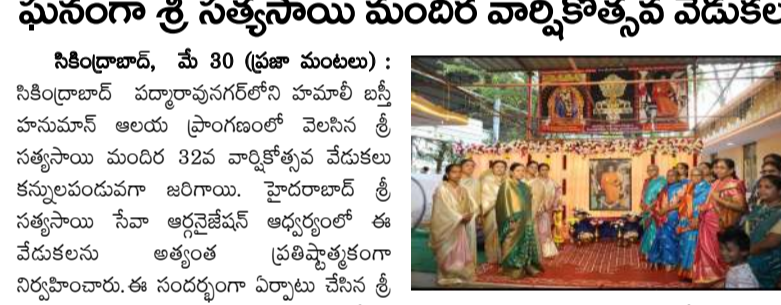 ఘనంగా శ్రీ సత్యసాయి మందిర వార్షికోత్సవ వేడుకల
సికింద్రాబాద్, మే 30 (ప్రజా మంటలు) :
సికింద్రాబాద్ పద్మారావునగర్‌లోని హమాలీ బస్తీ
హనుమాన్ ఆలయ ప్రాంగణంలో వెలసిన శ్రీ
సత్యసాయి మందిర 32వ వార్షికోత్సవ వేడుకలు
కన్నులపండువగా జరిగాయి. హైదరాబాద్ శ్రీ
సత్యసాయి సేవా ఆర్గనైజేషన్ ఆధ్వర్యంలో ఈ
వేడుకలను అత్యంత ప్రతిష్టాత్మకంగా
నిర్వహించారు.ఈ సందర్భంగా ఏర్పాటు చేసిన శ్రీ